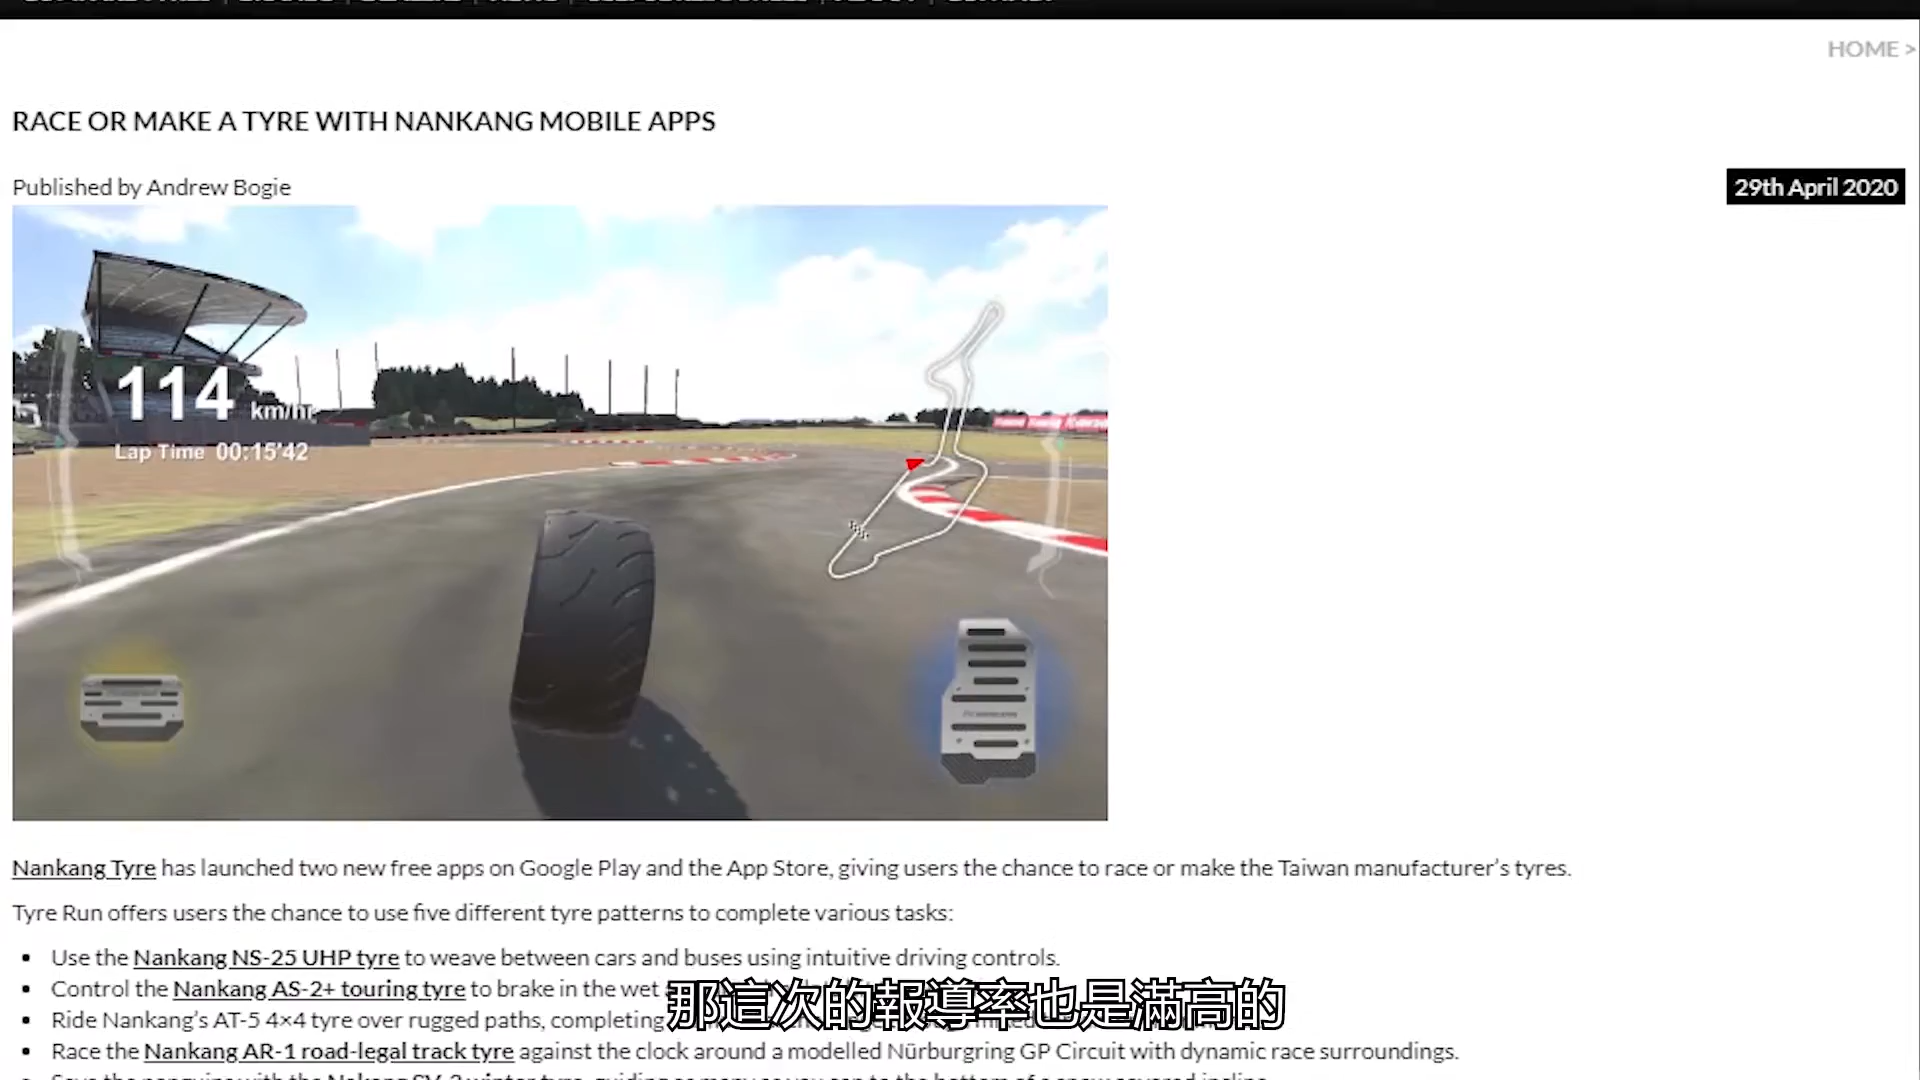 HOME >
RACE OR MAKE A TYRE WITH NANKANG MOBILE APPS
Published by Andrew Bogie
29th April 2020
114 km/hr
Lap Time 00:15'42
Nankang Tyre has launched two new free apps on Google Play and the App Store, giving users the chance to race or make the Taiwan manufacturer's tyres.
Tyre Run offers users the chance to use five different tyre patterns to complete various tasks:
• Use the Nankang NS-25 UHP tyre to weave between cars and buses using intuitive driving controls.
• Control the Nankang AS-2+ touring tyre to brake in the wet
• Ride Nankang's AT-5 4×4 tyre over rugged paths, completing
那這次的報導率也是滿高的
• Race the Nankang AR-1 road-legal track tyre against the clock around a modelled Nürburgring GP Circuit with dynamic race surroundings.